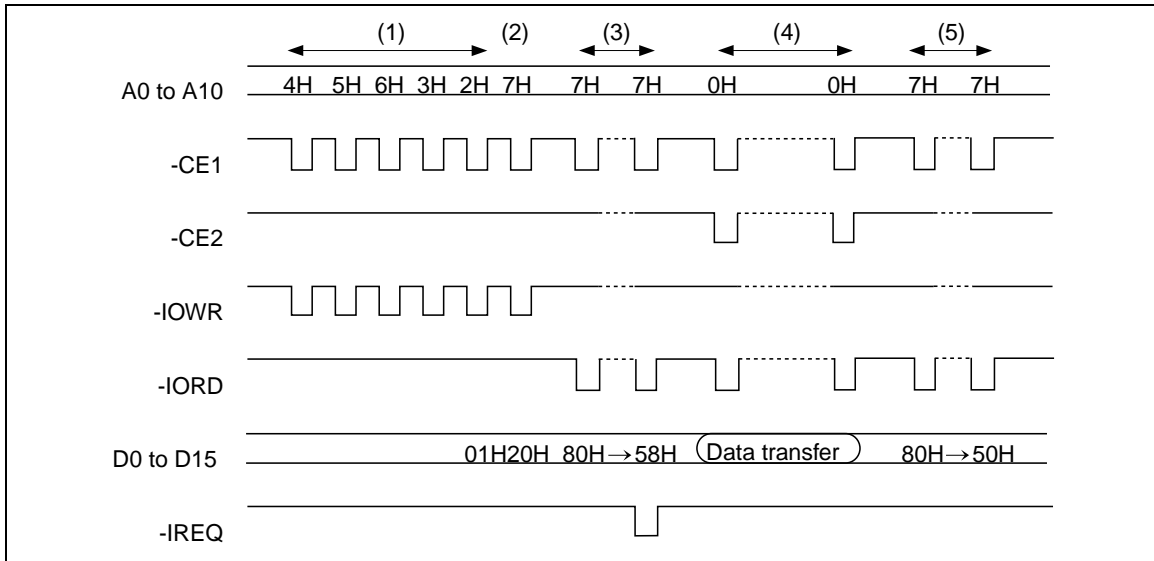 (1) (2) (3) (4) (5)
A0 to A10 4H 5H 6H 3H 2H 7H 7H 7H 0H 0H 7H 7H
-CE1
-CE2
-IOWR
-IORD
D0 to D15 01H20H 80H→58H Data transfer 80H→50H
-IREQ